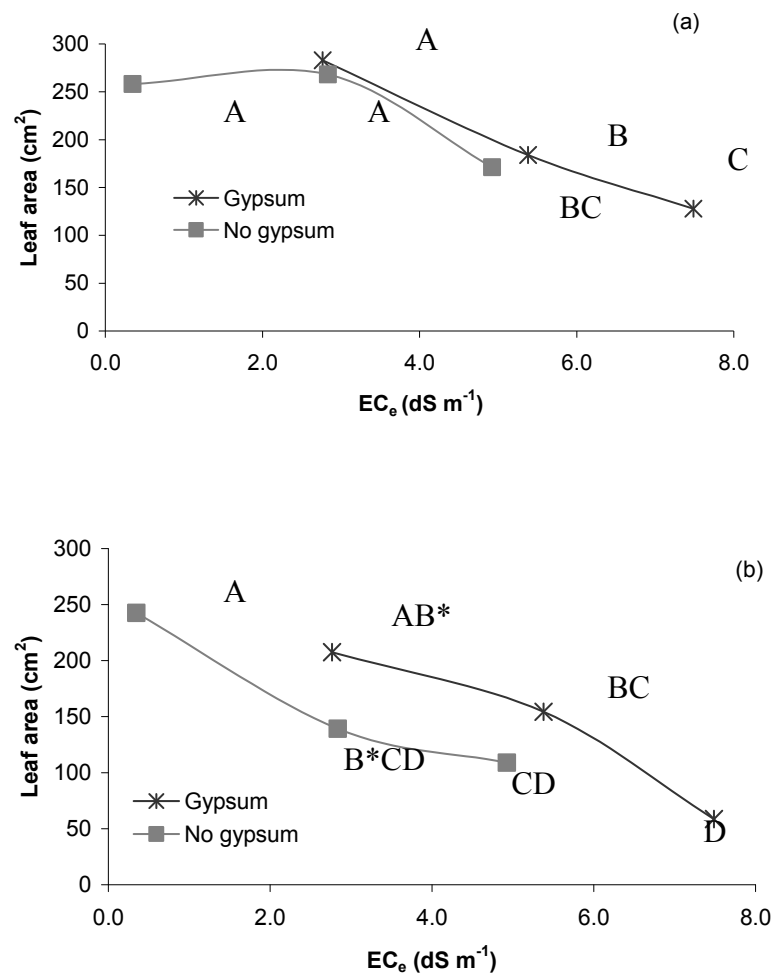 (a)
300
250
200
150
100
50
0
Leaf area (cm²)
A
A
A
B
C
BC
Gypsum
No gypsum
0.0 2.0 4.0 6.0 8.0
ECₑ (dS m⁻¹)
(b)
300
250
200
150
100
50
0
Leaf area (cm²)
A
AB*
BC
B*CD
CD
D
Gypsum
No gypsum
0.0 2.0 4.0 6.0 8.0
ECₑ (dS m⁻¹)